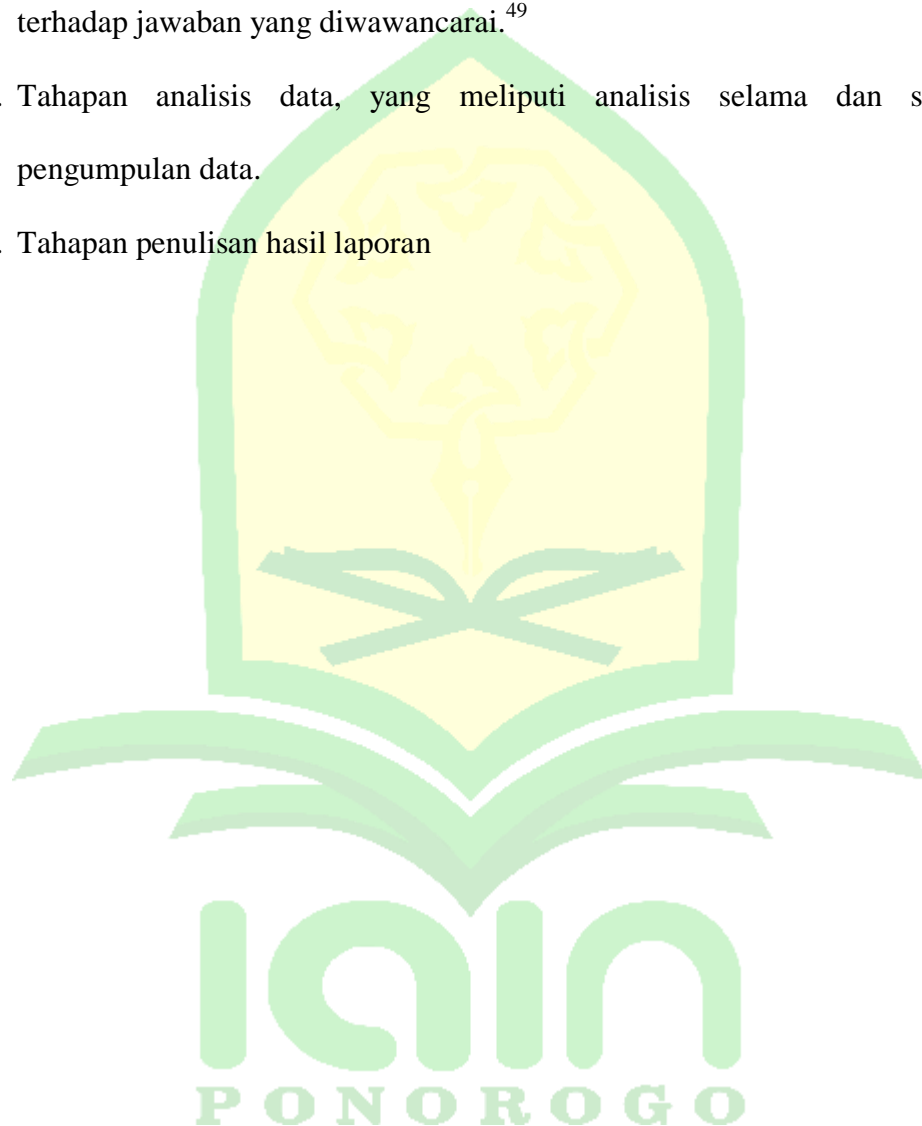 terhadap jawaban yang diwawancarai.49
. Tahapan analisis data, yang meliputi analisis selama dan s
pengumpulan data.
. Tahapan penulisan hasil laporan
iain
PONOROGO